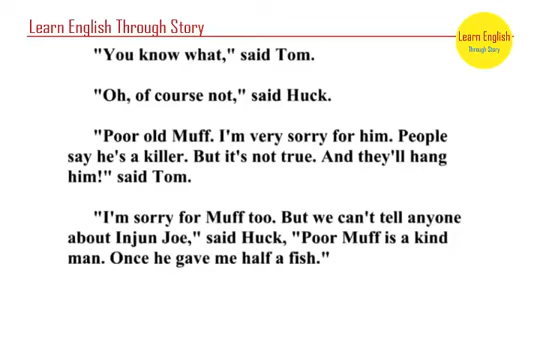 Learn English Through Story
Learn English
Through Story
"You know what," said Tom.
"Oh, of course not," said Huck.
"Poor old Muff. I'm very sorry for him. People
say he's a killer. But it's not true. And they'll hang
him!" said Tom.
"I'm sorry for Muff too. But we can't tell anyone
about Injun Joe," said Huck, "Poor Muff is a kind
man. Once he gave me half a fish."